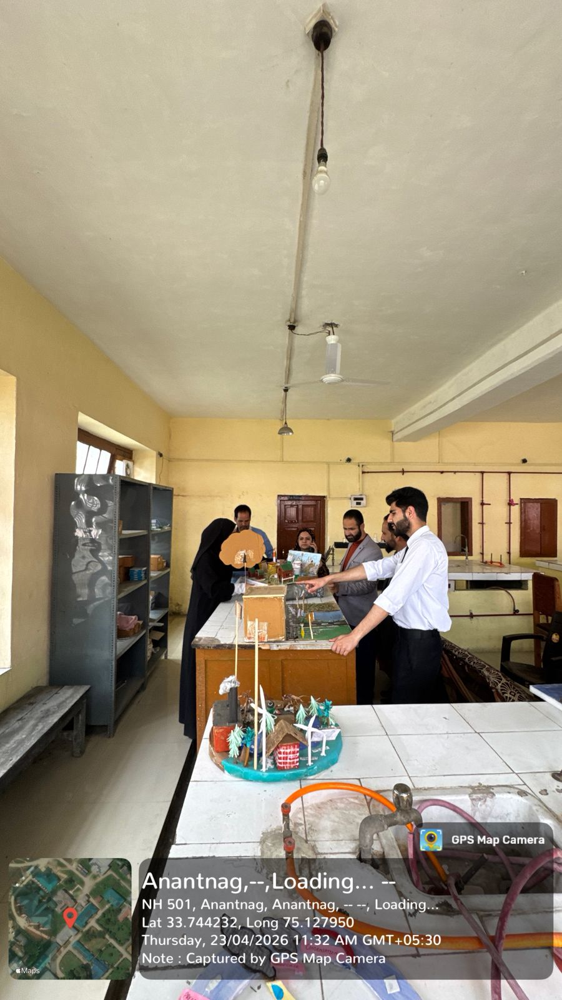 GPS Map Camera
Anantnag,--,Loading... --
NH 501, Anantnag, Anantnag, -- --, Loading...
Lat 33.744232, Long 75.127950
Thursday, 23/04/2026 11:32 AM GMT+05:30
Note : Captured by GPS Map Camera
Maps